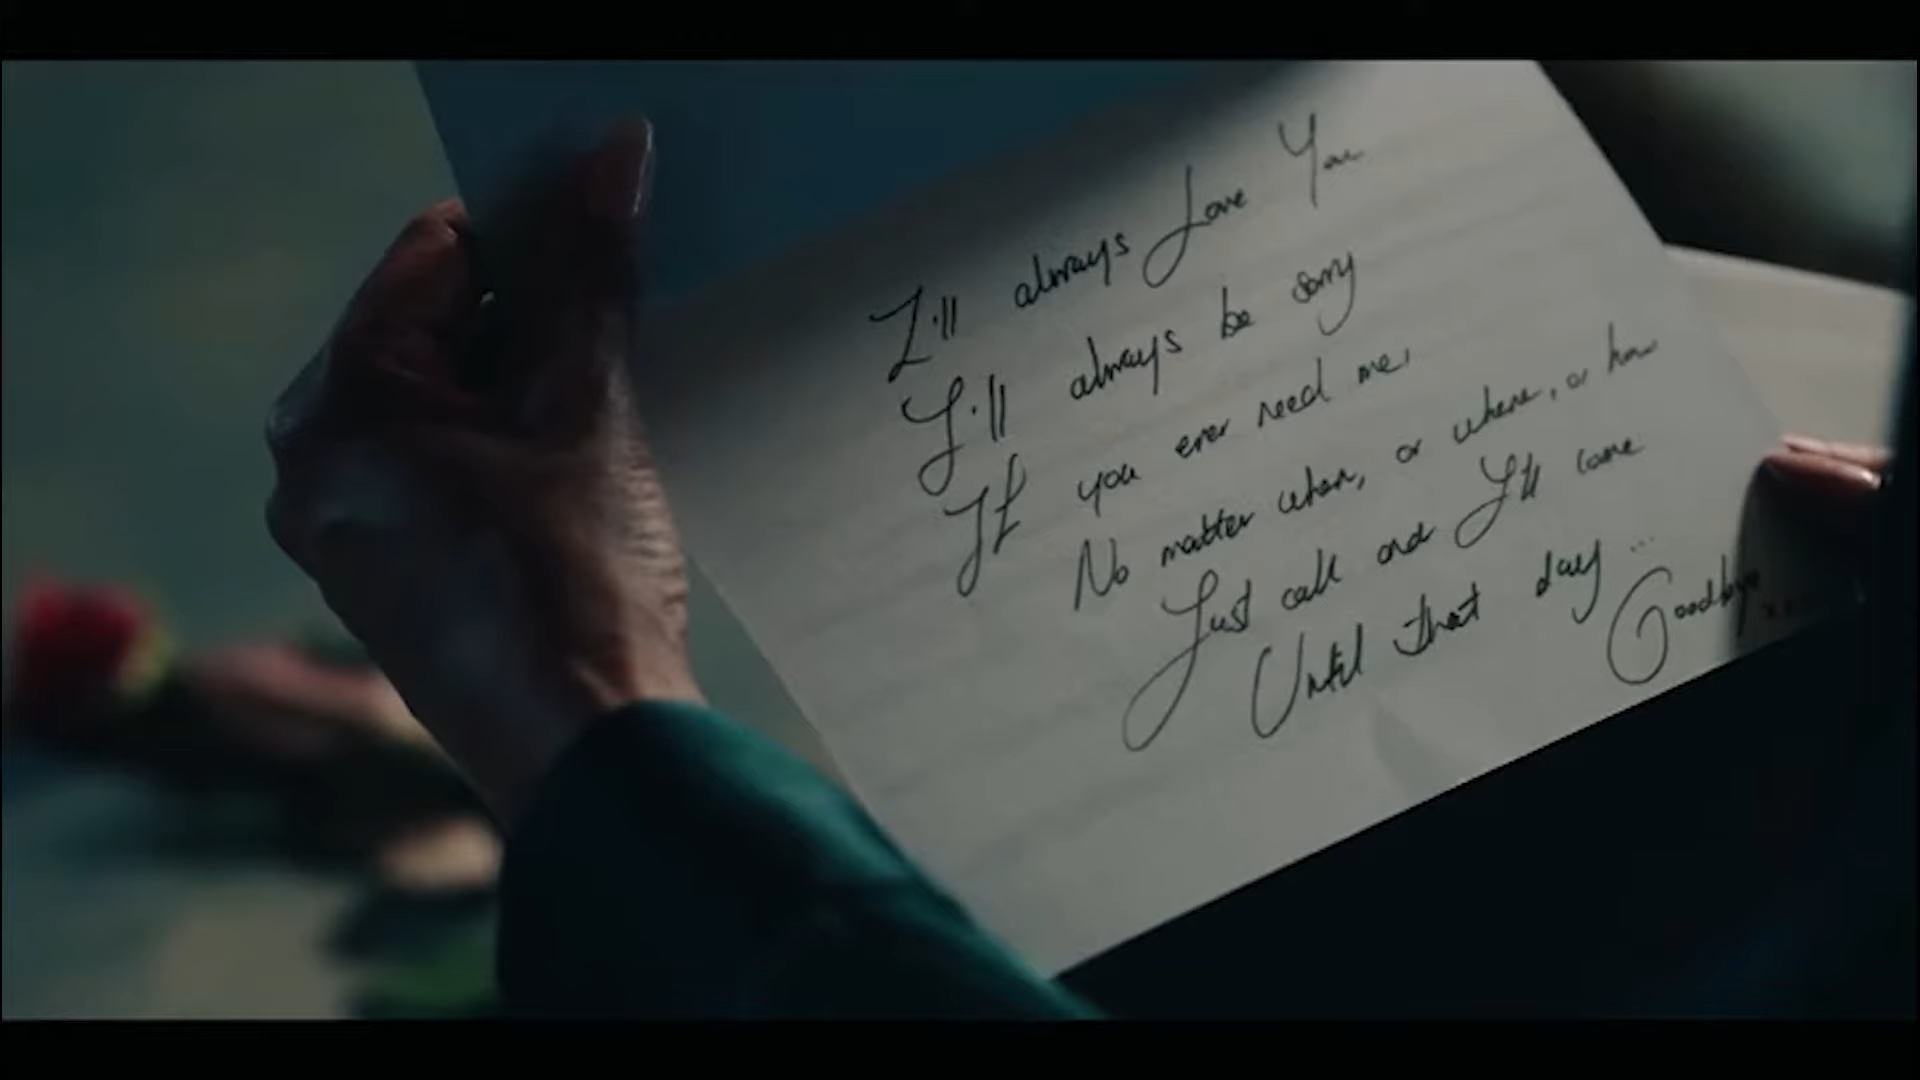 I'll always Love You
I'll always be sorry
If you ever need me,
No matter when, or where, or how
Just call and I'll come
Until that day ...
Goodbye